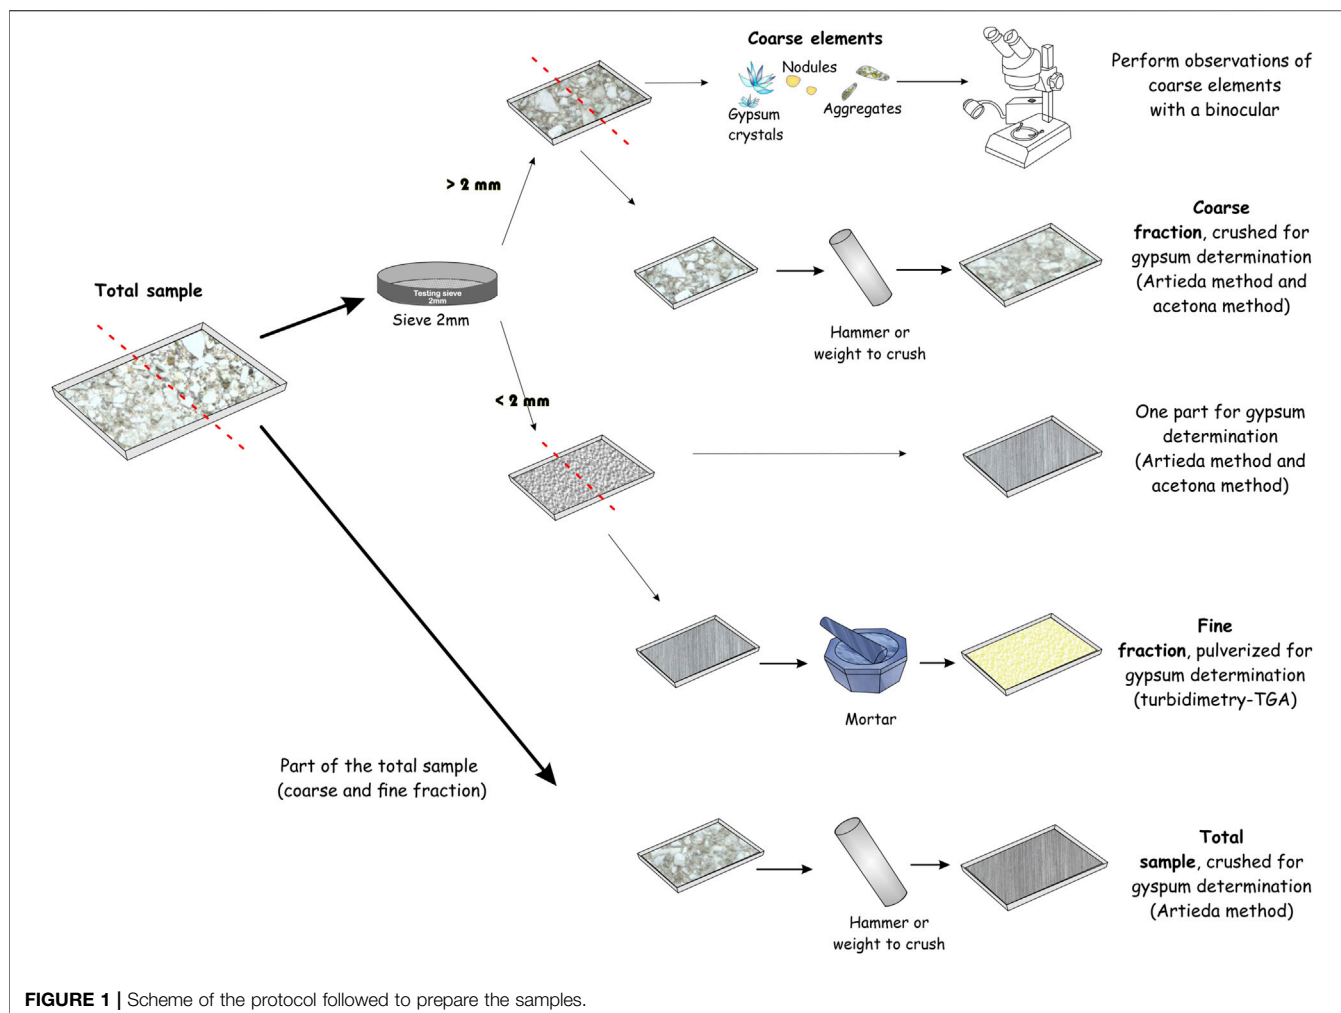 Coarse elements
Nodules
Gypsum
crystals
Aggregates
Perform observations of
coarse elements
with a binocular
> 2 mm
Coarse
fraction, crushed for
gypsum determination
(Artieda method and
acetona method)
Hammer or
weight to crush
Total sample
Testing sieve
2mm
Sieve 2mm
< 2 mm
One part for gypsum
determination
(Artieda method and
acetona method)
Fine
fraction, pulverized for
gypsum determination
(turbidimetry-TGA)
Mortar
Part of the total sample
(coarse and fine fraction)
Total
sample, crushed for
gyspum determination
(Artieda method)
Hammer or
weight to crush
FIGURE 1 | Scheme of the protocol followed to prepare the samples.